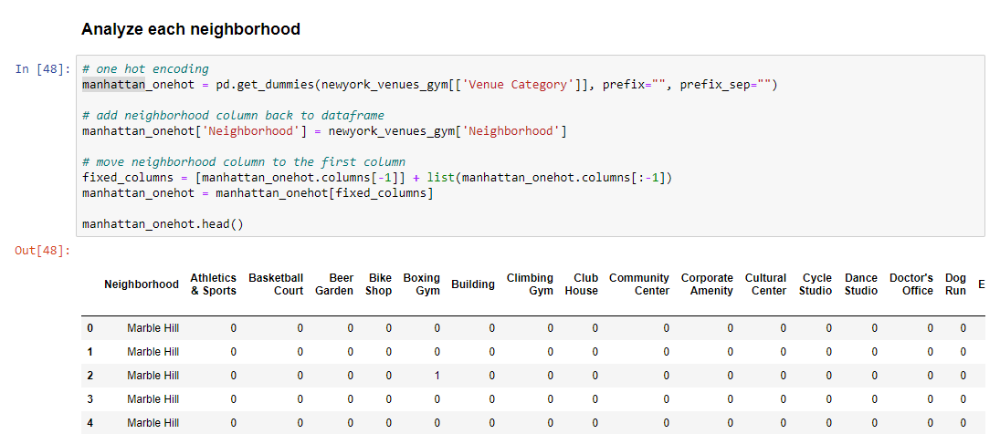 Analyze each neighborhood
In [48]:
# one hot encoding
manhattan_onehot = pd.get_dummies(newyork_venues_gym[['Venue Category']], prefix="", prefix_sep="")
# add neighborhood column back to dataframe
manhattan_onehot['Neighborhood'] = newyork_venues_gym['Neighborhood']
# move neighborhood column to the first column
fixed_columns = [manhattan_onehot.columns[-1]] + list(manhattan_onehot.columns[:-1])
manhattan_onehot = manhattan_onehot[fixed_columns]
manhattan_onehot.head()
Out[48]:
Neighborhood Athletics & Sports Basketball Court Beer Garden Bike Shop Boxing Gym Building Climbing Gym Club House Community Center Corporate Amenity Cultural Center Cycle Studio Dance Studio Doctor's Office Dog Run E
0 Marble Hill 0 0 0 0 0 0 0 0 0 0 0 0 0 0 0
1 Marble Hill 0 0 0 0 0 0 0 0 0 0 0 0 0 0 0
2 Marble Hill 0 0 0 0 1 0 0 0 0 0 0 0 0 0 0
3 Marble Hill 0 0 0 0 0 0 0 0 0 0 0 0 0 0 0
4 Marble Hill 0 0 0 0 0 0 0 0 0 0 0 0 0 0 0